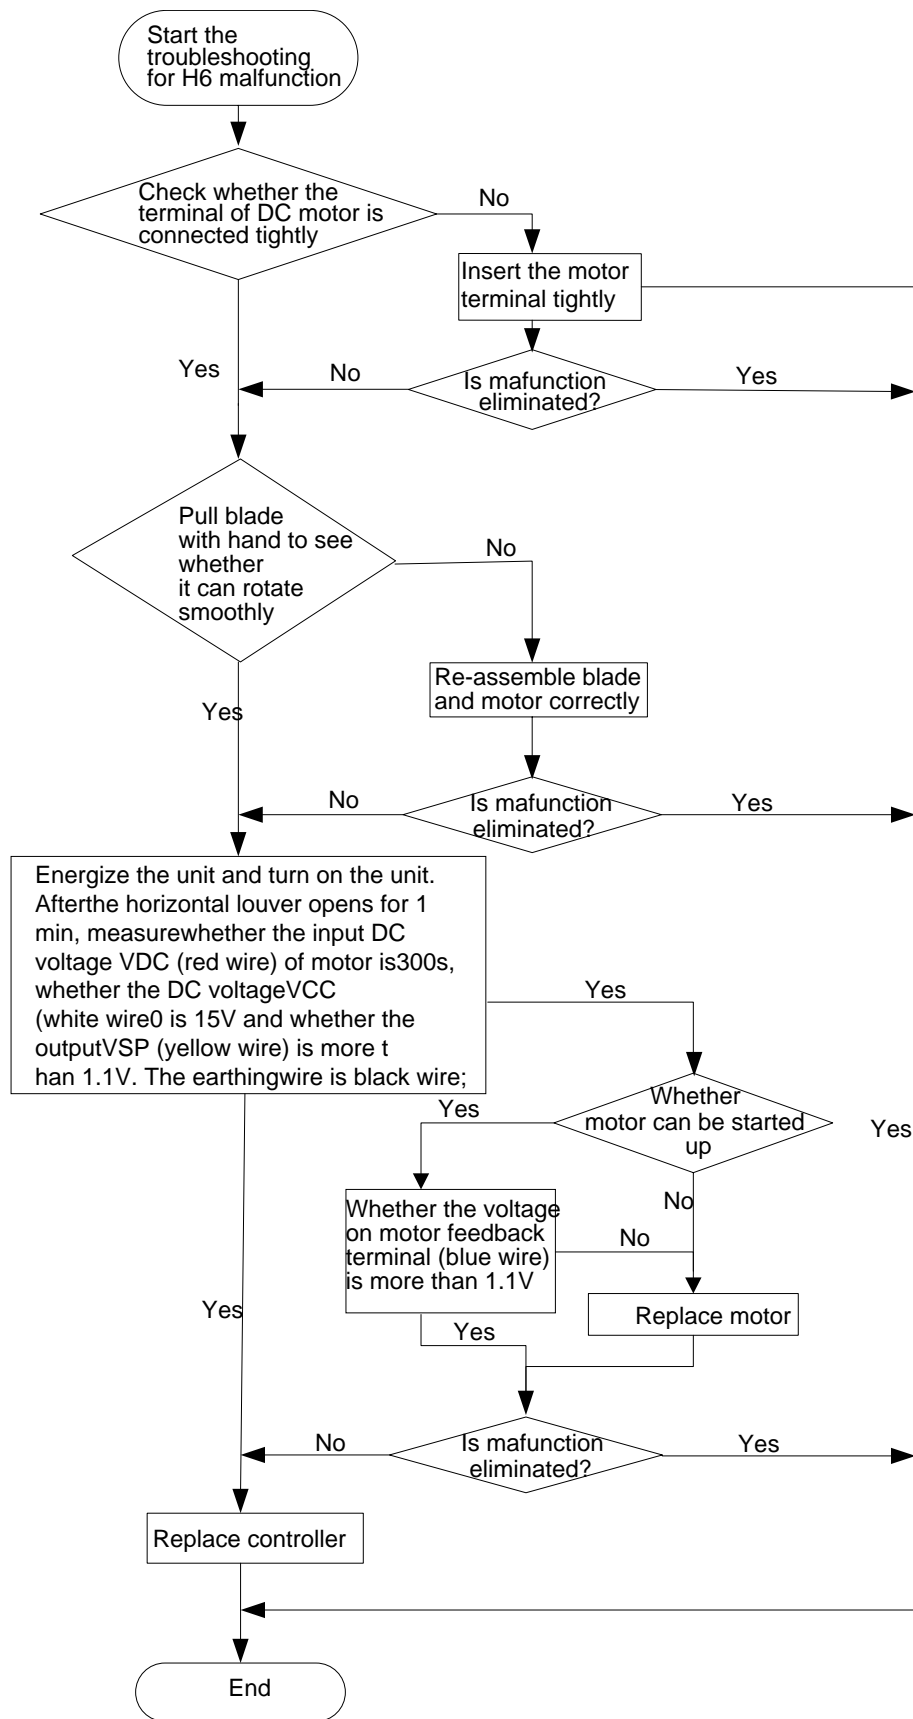 Start the
troubleshooting
for H6 malfunction
Check whether the
terminal of DC motor is
connected tightly
No
Insert the motor
terminal tightly
Yes
No
Is mafunction
eliminated?
Yes
Pull blade
with hand to see
whether
it can rotate
smoothly
No
Re-assemble blade
and motor correctly
Yes
No
Is mafunction
eliminated?
Yes
Energize the unit and turn on the unit.
Afterthe horizontal louver opens for 1
min, measurewhether the input DC
voltage VDC (red wire) of motor is300s,
whether the DC voltageVCC
(white wire0 is 15V and whether the
outputVSP (yellow wire) is more t
han 1.1V. The earthingwire is black wire;
Yes
Whether
motor can be started
up
Yes
Yes
No
Whether the voltage
on motor feedback
terminal (blue wire)
is more than 1.1V
No
Replace motor
Yes
Yes
No
Is mafunction
eliminated?
Yes
Replace controller
End